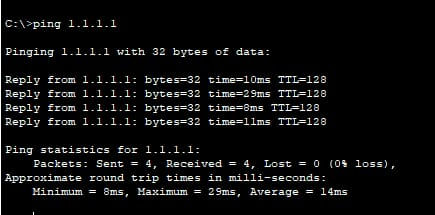 C:\>ping 1.1.1.1
Pinging 1.1.1.1 with 32 bytes of data:
Reply from 1.1.1.1: bytes=32 time=10ms TTL=128
Reply from 1.1.1.1: bytes=32 time=29ms TTL=128
Reply from 1.1.1.1: bytes=32 time=8ms TTL=128
Reply from 1.1.1.1: bytes=32 time=11ms TTL=128
Ping statistics for 1.1.1.1:
Packets: Sent = 4, Received = 4, Lost = 0 (0% loss),
Approximate round trip times in milli-seconds:
Minimum = 8ms, Maximum = 29ms, Average = 14ms